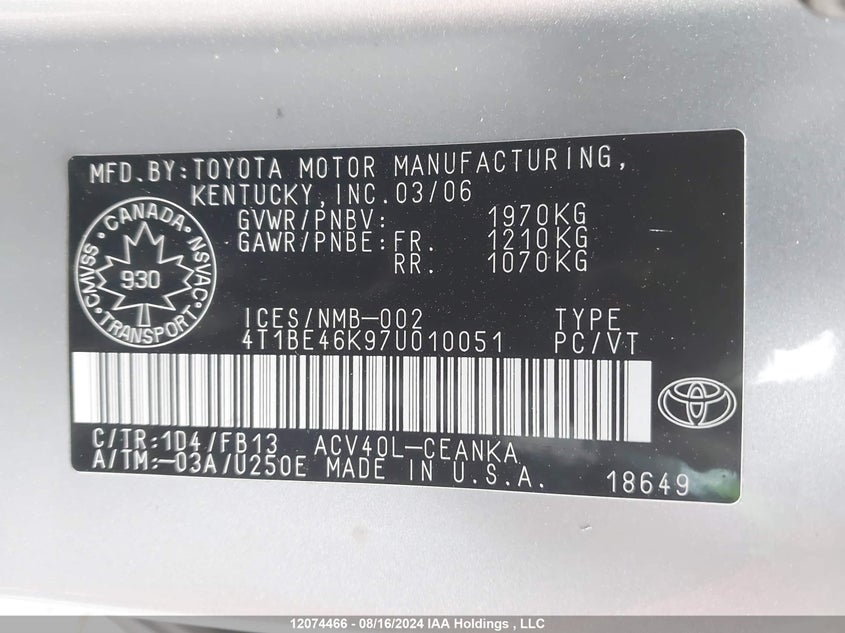 MFD.BY:TOYOTA MOTOR MANUFACTURING,
KENTUCKY,INC.03/06
GVWR/PNBV: 1970KG
GAWR/PNBE:FR. 1210KG
RR. 1070KG
CANADA
CMVSS NSVAC
930
TRANSPORT
ICES/NMB-002 TYPE
4T1BE46K97U010051 PC/VT
C/TR:1D4/FB13 ACV40L-CEANKA
A/TM:-03A/U250E MADE IN U.S.A. 18649
12074466 - 08/16/2024 IAA Holdings , LLC